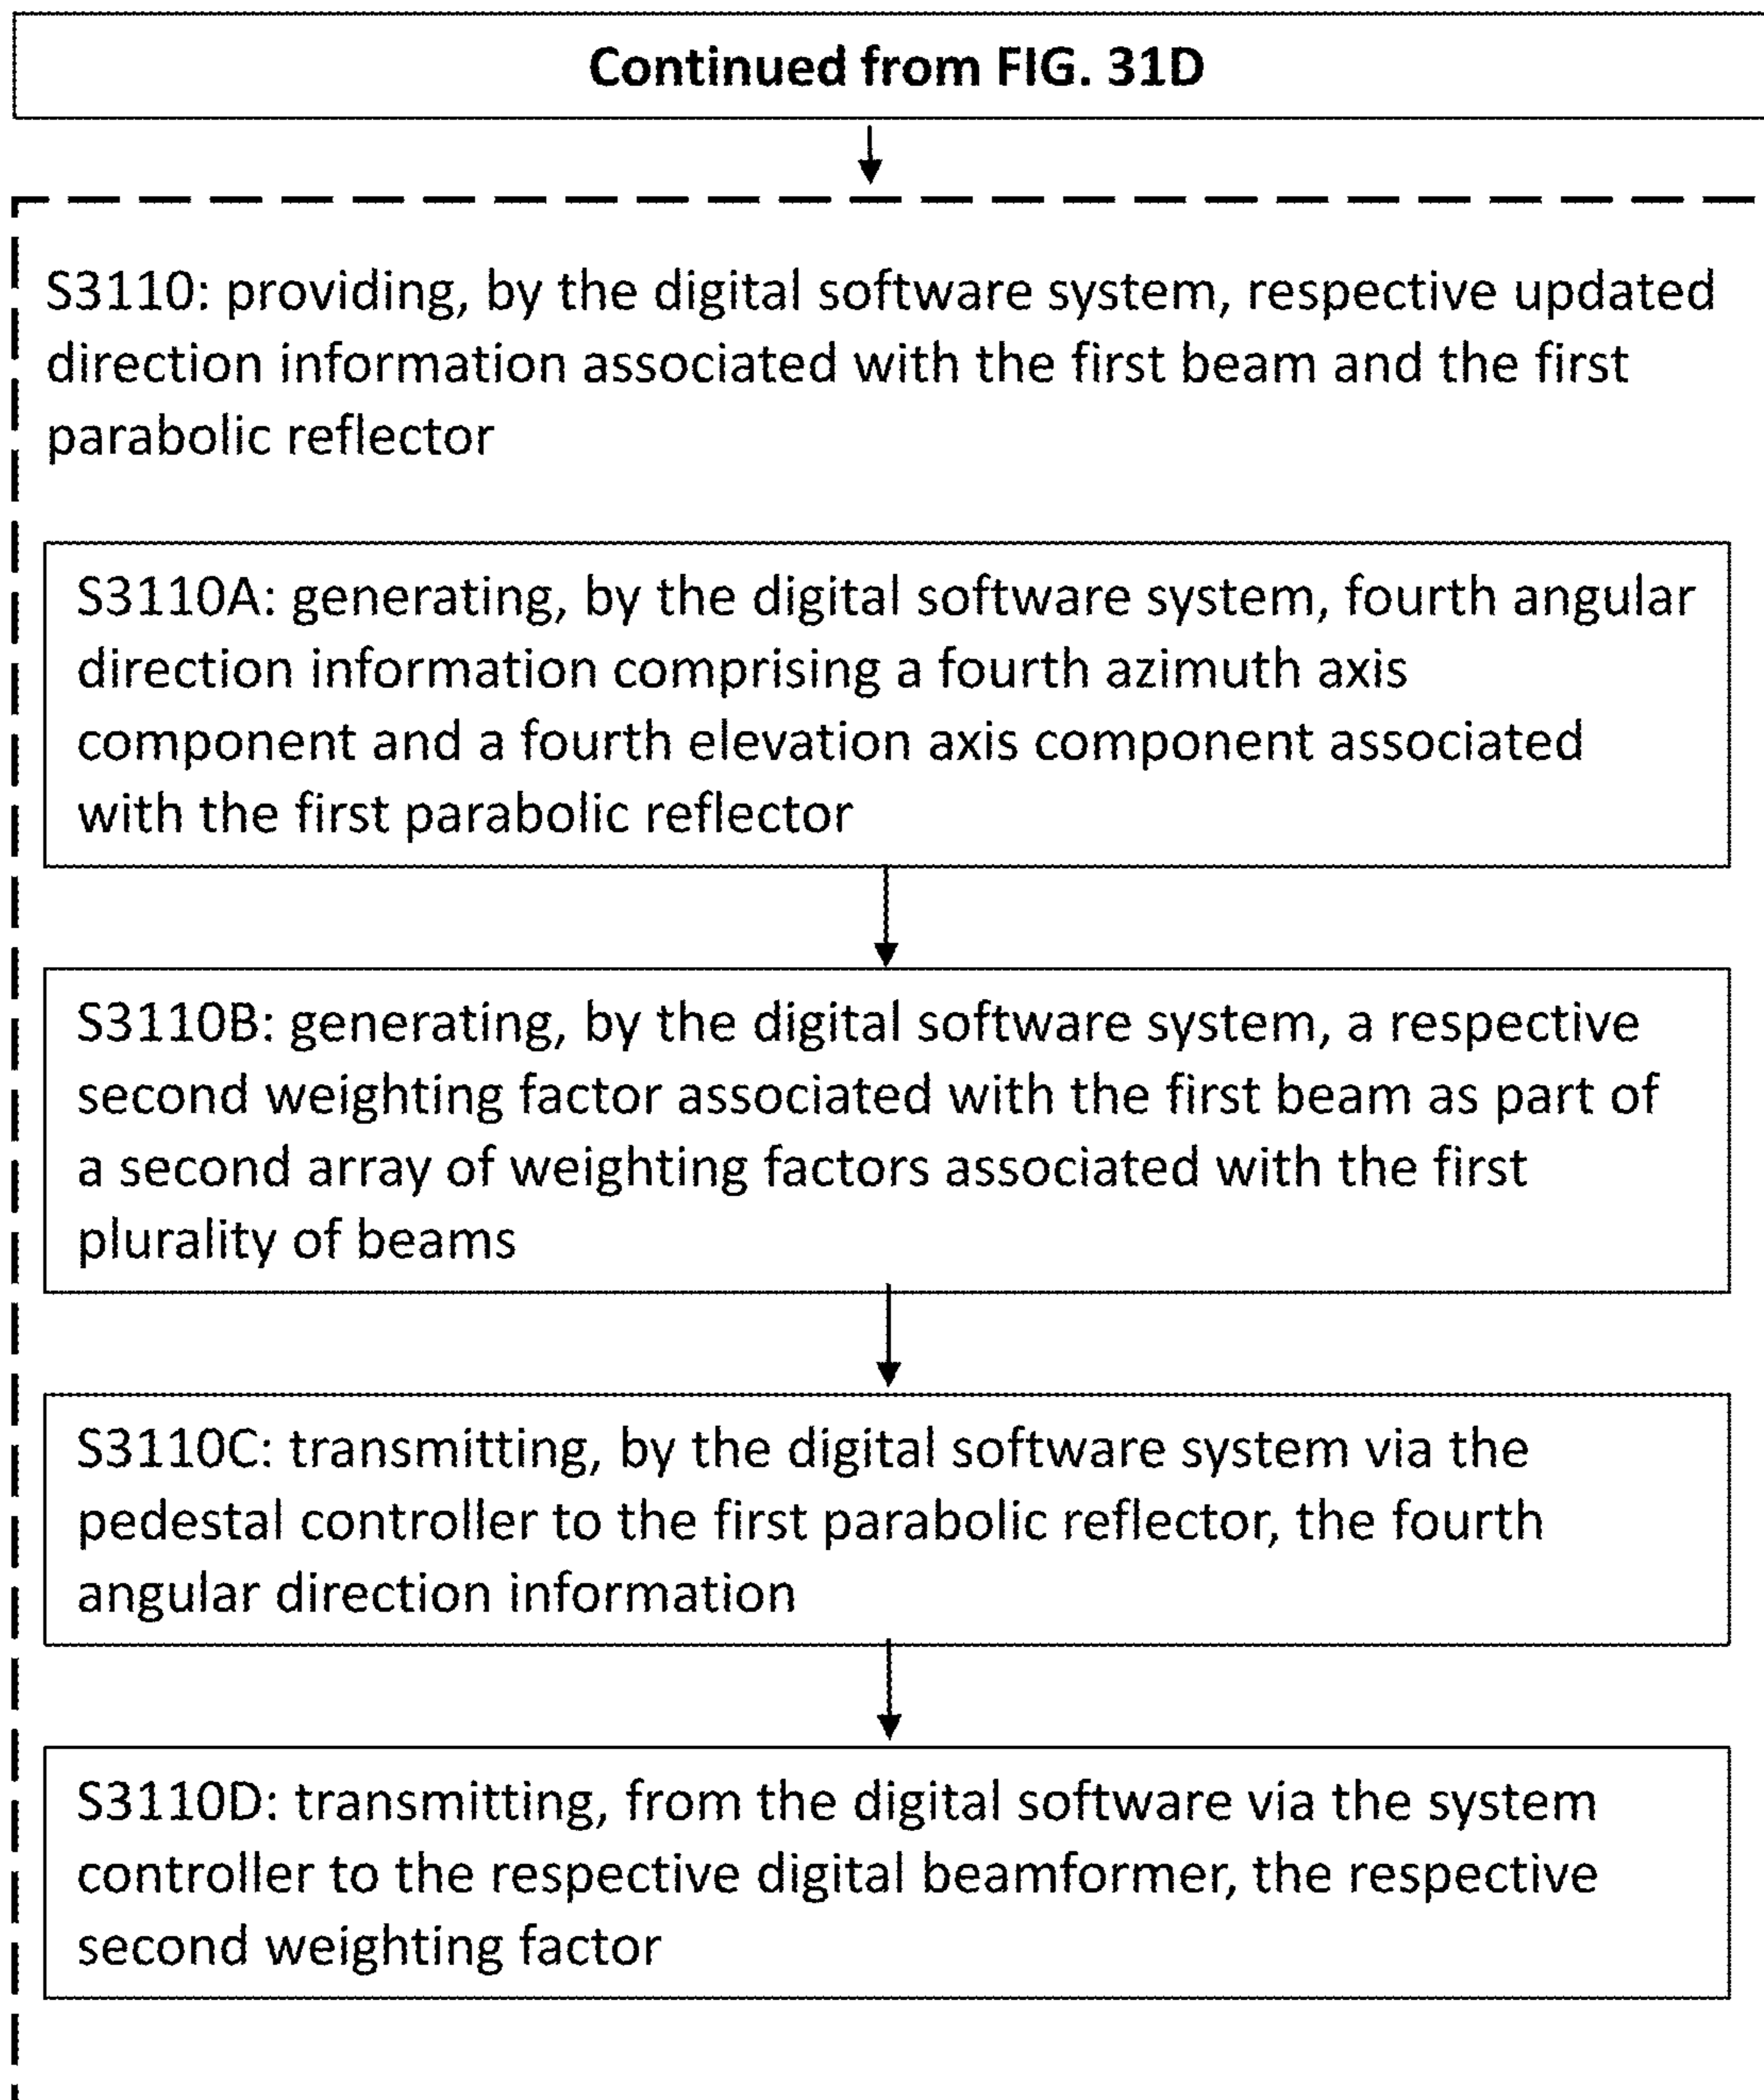 Continued from FIG. 31D
S3110: providing, by the digital software system, respective updated
direction information associated with the first beam and the first
parabolic reflector
S3110A: generating, by the digital software system, fourth angular
direction information comprising a fourth azimuth axis
component and a fourth elevation axis component associated
with the first parabolic reflector
S3110B: generating, by the digital software system, a respective
second weighting factor associated with the first beam as part of
a second array of weighting factors associated with the first
plurality of beams
S3110C: transmitting, by the digital software system via the
pedestal controller to the first parabolic reflector, the fourth
angular direction information
S3110D: transmitting, from the digital software via the system
controller to the respective digital beamformer, the respective
second weighting factor